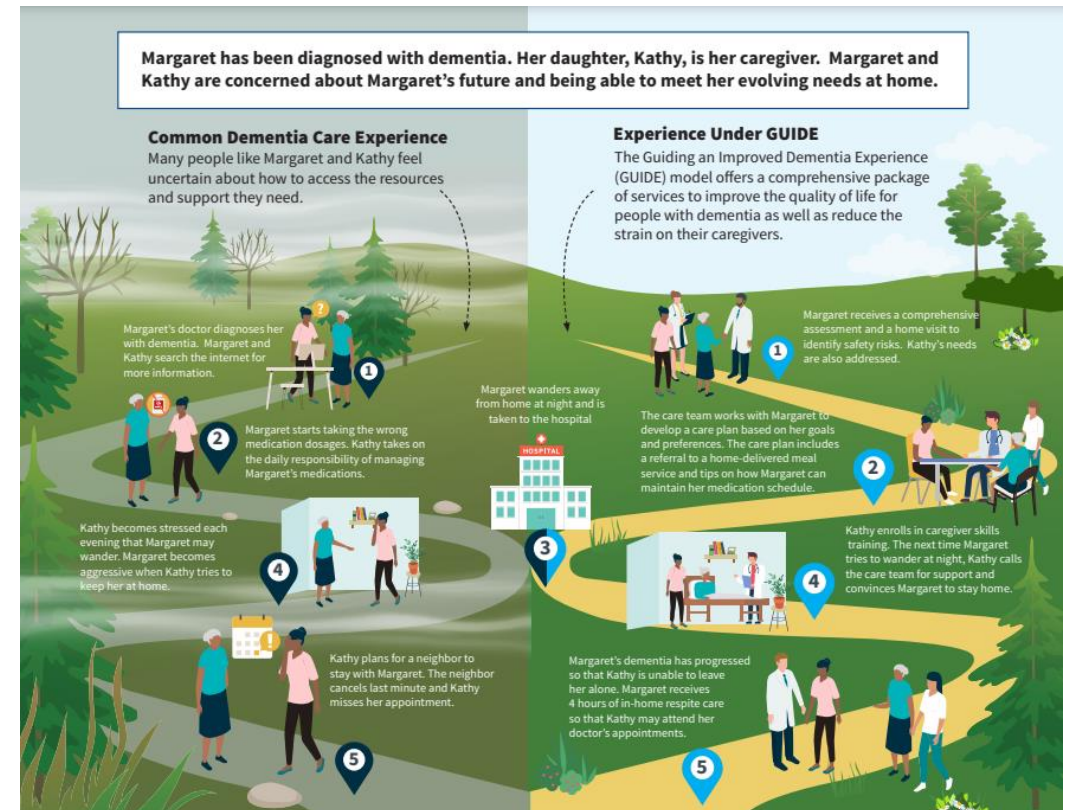 Margaret has been diagnosed with dementia. Her daughter, Kathy, is her caregiver. Margaret and
Kathy are concerned about Margaret's future and being able to meet her evolving needs at home.
Common Dementia Care Experience
Many people like Margaret and Kathy feel
uncertain about how to access the resources
and support they need.
Experience Under GUIDE
The Guiding an Improved Dementia Experience
(GUIDE) model offers a comprehensive package
of services to improve the quality of life for
people with dementia as well as reduce the
strain on their caregivers.
?
Margaret's doctor diagnoses her
with dementia. Margaret and
Kathy search the internet for
more information.
1
Margaret starts taking the wrong
medication dosages. Kathy takes on
the daily responsibility of managing
Margaret's medications.
2
Margaret wanders away
from home at night and is
taken to the hospital
HOSPITAL
3
Kathy becomes stressed each
evening that Margaret may
wander. Margaret becomes
aggressive when Kathy tries to
keep her at home.
4
!
Kathy plans for a neighbor to
stay with Margaret. The neighbor
cancels last minute and Kathy
misses her appointment.
5
Margaret receives a comprehensive
assessment and a home visit to
identify safety risks. Kathy's needs
are also addressed.
1
The care team works with Margaret to
develop a care plan based on her goals
and preferences. The care plan includes
a referral to a home-delivered meal
service and tips on how Margaret can
maintain her medication schedule.
2
Kathy enrolls in caregiver skills
training. The next time Margaret
tries to wander at night, Kathy calls
the care team for support and
convinces Margaret to stay home.
4
Margaret's dementia has progressed
so that Kathy is unable to leave
her alone. Margaret receives
4 hours of in-home respite care
so that Kathy may attend her
doctor's appointments.
5